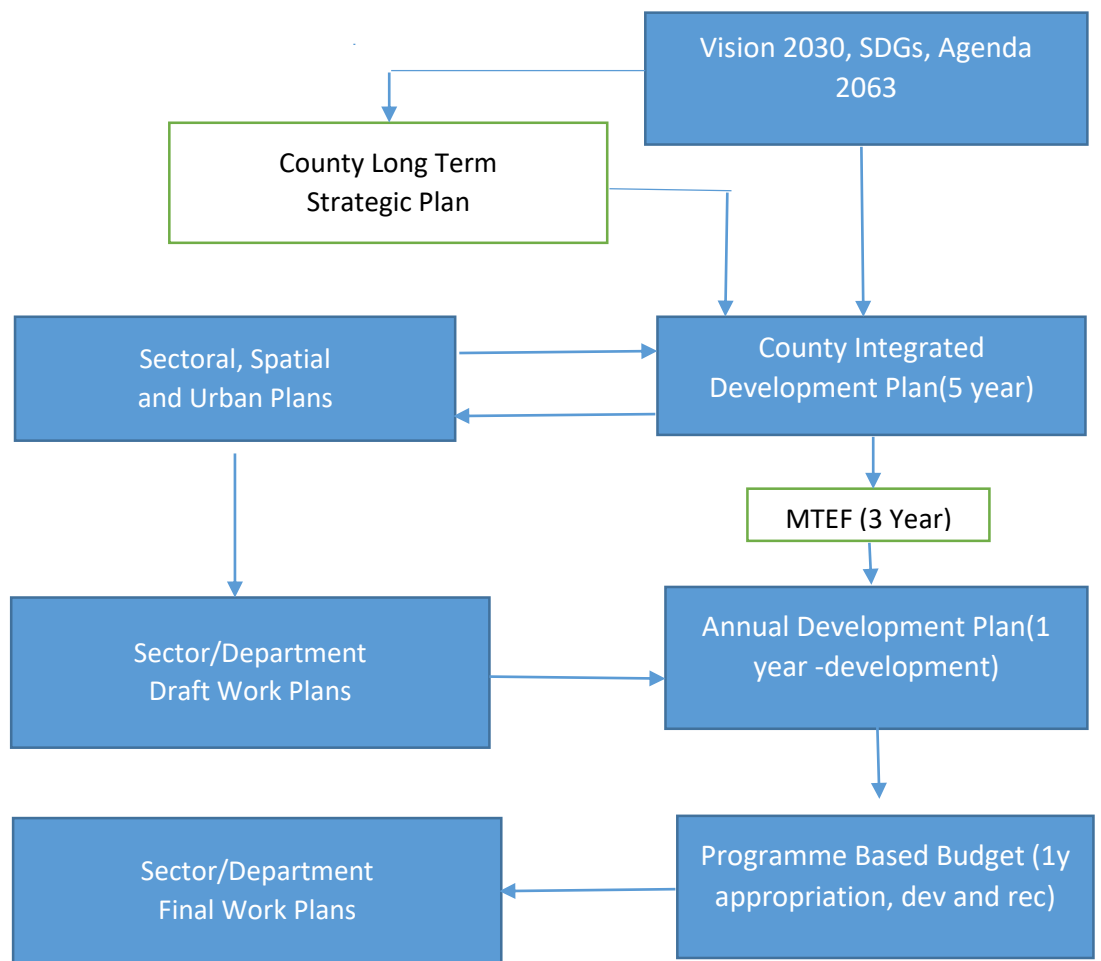 Vision 2030, SDGs, Agenda
2063
County Long Term
Strategic Plan
Sectoral, Spatial
and Urban Plans
County Integrated
Development Plan(5 year)
MTEF (3 Year)
Sector/Department
Draft Work Plans
Annual Development Plan(1
year -development)
Sector/Department
Final Work Plans
Programme Based Budget (1y
appropriation, dev and rec)